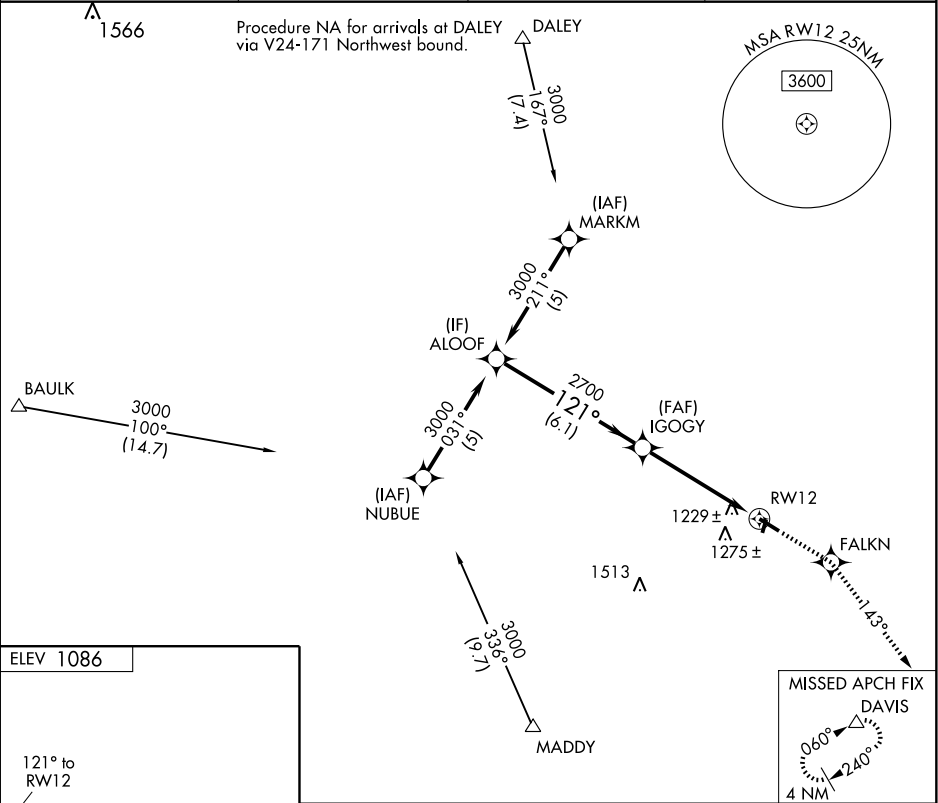 1566
Procedure NA for arrivals at DALEY
via V24-171 Northwest bound.
DALEY
MSA RW12 25NM
3600
3000
167°
(7.4)
(IAF)
MARKM
3000
211°
(5)
(IF)
ALOOF
BAULK
3000
100°
(14.7)
2700
121°
(6.1)
(FAF)
IGOGY
3000
031°
(5)
(IAF)
NUBUE
RW12
1229 ±
1275 ±
FALKN
1513
143°
3000
336°
(9.7)
MADDY
ELEV 1086
121° to
RW12
MISSED APCH FIX
DAVIS
060°
240°
4 NM